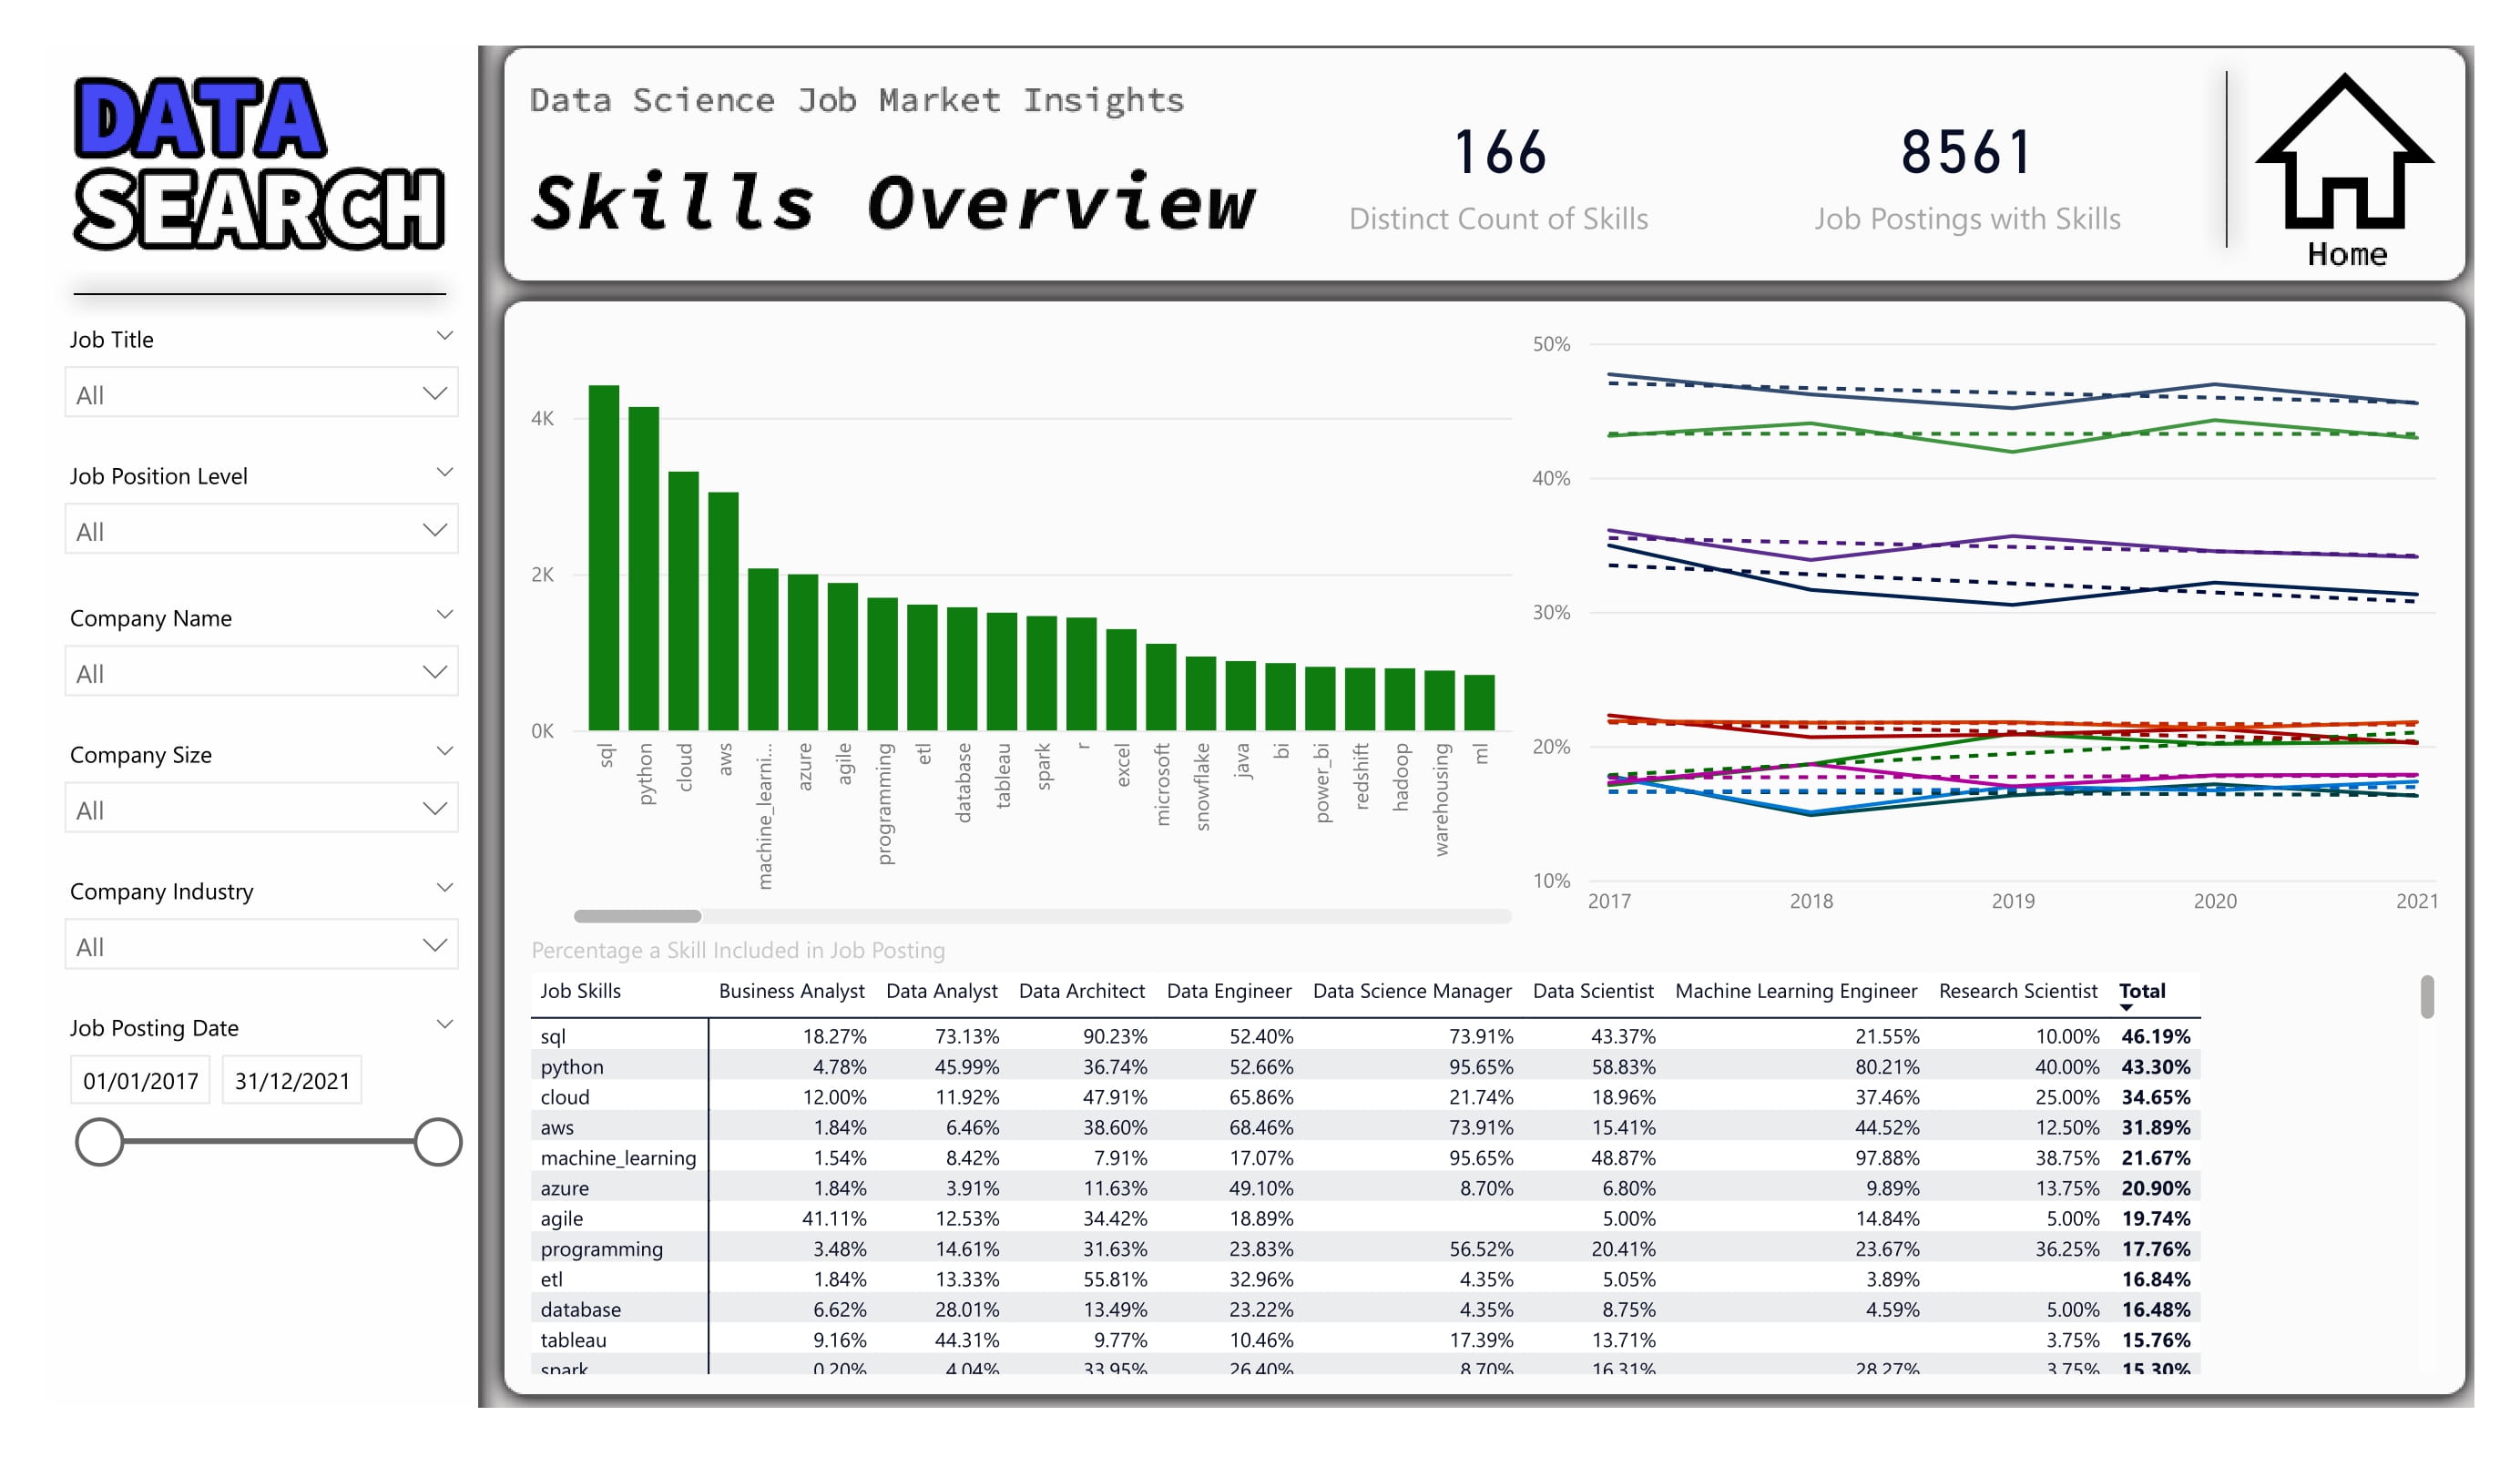 DATA
SEARCH
Job Title
All
Job Position Level
All
Company Name
All
Company Size
All
Company Industry
All
Job Posting Date
01/01/2017 31/12/2021
Data Science Job Market Insights
Skills Overview
166
Distinct Count of Skills
8561
Job Postings with Skills
Home
4K
2K
0K
sql
python
cloud
aws
machine_learni...
azure
agile
programming
etl
database
tableau
spark
r
excel
microsoft
snowflake
java
bi
power_bi
redshift
hadoop
warehousing
ml
50%
40%
30%
20%
10%
2017 2018 2019 2020 2021
Percentage a Skill Included in Job Posting
Job Skills Business Analyst Data Analyst Data Architect Data Engineer Data Science Manager Data Scientist Machine Learning Engineer Research Scientist Total
sql 18.27% 73.13% 90.23% 52.40% 73.91% 43.37% 21.55% 10.00% 46.19%
python 4.78% 45.99% 36.74% 52.66% 95.65% 58.83% 80.21% 40.00% 43.30%
cloud 12.00% 11.92% 47.91% 65.86% 21.74% 18.96% 37.46% 25.00% 34.65%
aws 1.84% 6.46% 38.60% 68.46% 73.91% 15.41% 44.52% 12.50% 31.89%
machine_learning 1.54% 8.42% 7.91% 17.07% 95.65% 48.87% 97.88% 38.75% 21.67%
azure 1.84% 3.91% 11.63% 49.10% 8.70% 6.80% 9.89% 13.75% 20.90%
agile 41.11% 12.53% 34.42% 18.89% 5.00% 14.84% 5.00% 19.74%
programming 3.48% 14.61% 31.63% 23.83% 56.52% 20.41% 23.67% 36.25% 17.76%
etl 1.84% 13.33% 55.81% 32.96% 4.35% 5.05% 3.89% 16.84%
database 6.62% 28.01% 13.49% 23.22% 4.35% 8.75% 4.59% 5.00% 16.48%
tableau 9.16% 44.31% 9.77% 10.46% 17.39% 13.71% 3.75% 15.76%
spark 0.20% 4.04% 33.95% 26.40% 8.70% 16.31% 28.27% 3.75% 15.30%